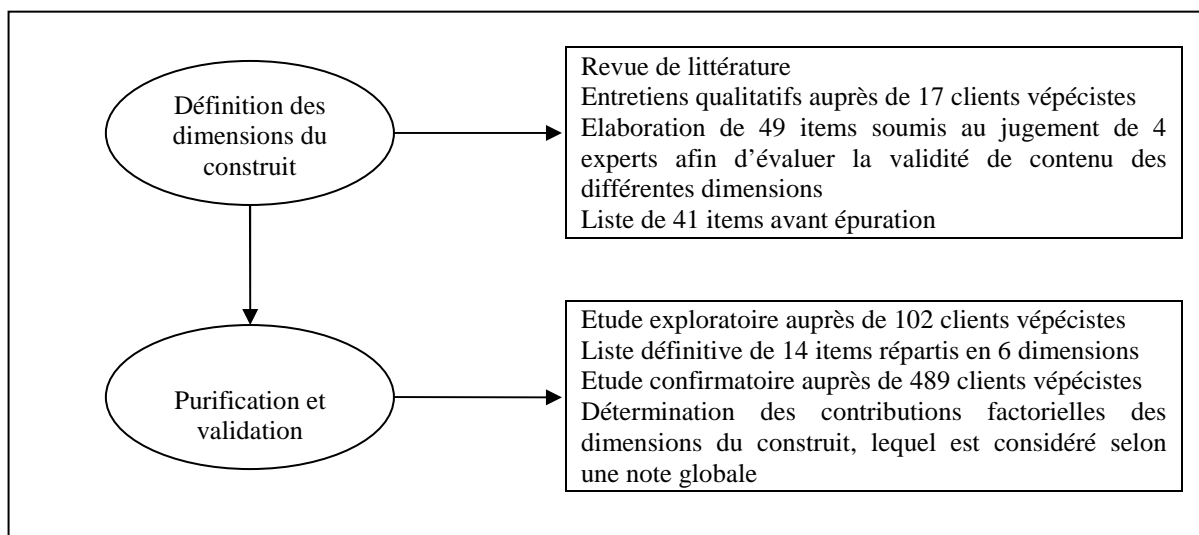 Définition des
dimensions du
construit
Revue de littérature
Entretiens qualitatifs auprès de 17 clients vépécistes
Elaboration de 49 items soumis au jugement de 4
experts afin d’évaluer la validité de contenu des
différentes dimensions
Liste de 41 items avant épuration
Purification et
validation
Etude exploratoire auprès de 102 clients vépécistes
Liste définitive de 14 items répartis en 6 dimensions
Etude confirmatoire auprès de 489 clients vépécistes
Détermination des contributions factorielles des
dimensions du construit, lequel est considéré selon
une note globale